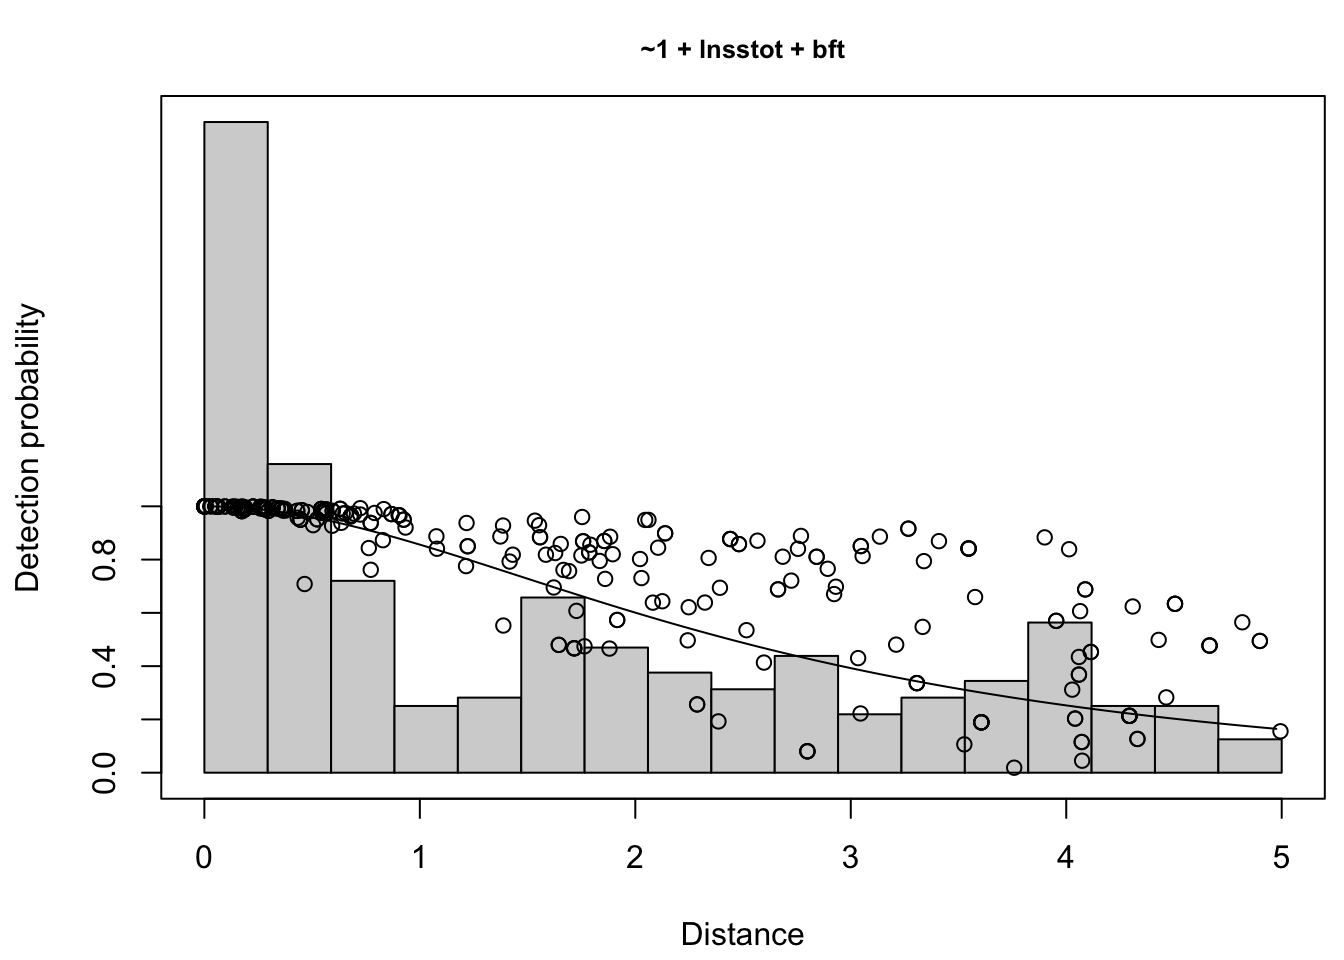 ~1 + lnsstot + bft
Detection probability
0.8
0.4
0.0
0 1 2 3 4 5
Distance